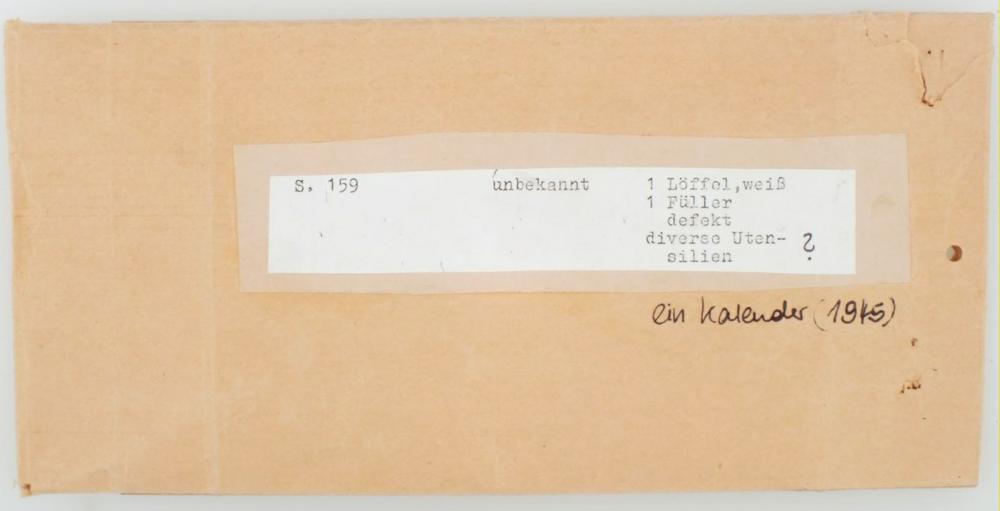 S. 159 unbekannt 1 Löffel,weiß
1 Füller
defekt
diverse Uten- ?
silien
ein Kalender (1945)